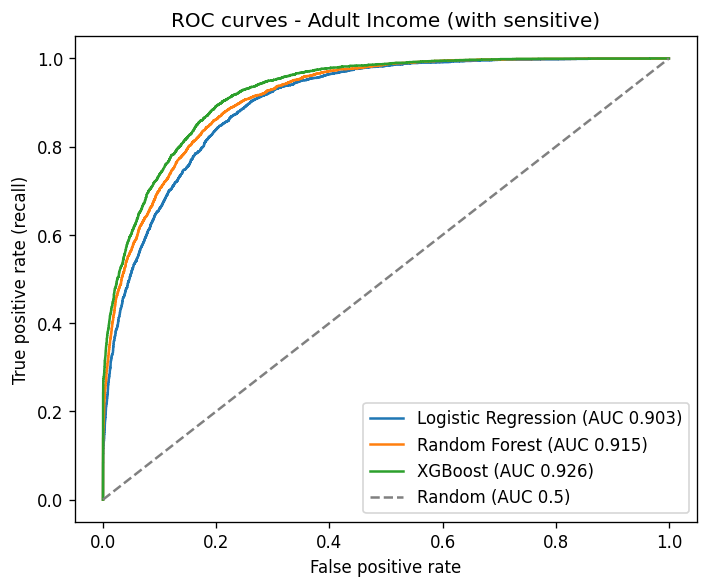 ROC curves - Adult Income (with sensitive)
True positive rate (recall)
1.0
0.8
0.6
0.4
0.2
0.0
Logistic Regression (AUC 0.903)
Random Forest (AUC 0.915)
XGBoost (AUC 0.926)
Random (AUC 0.5)
0.0 0.2 0.4 0.6 0.8 1.0
False positive rate